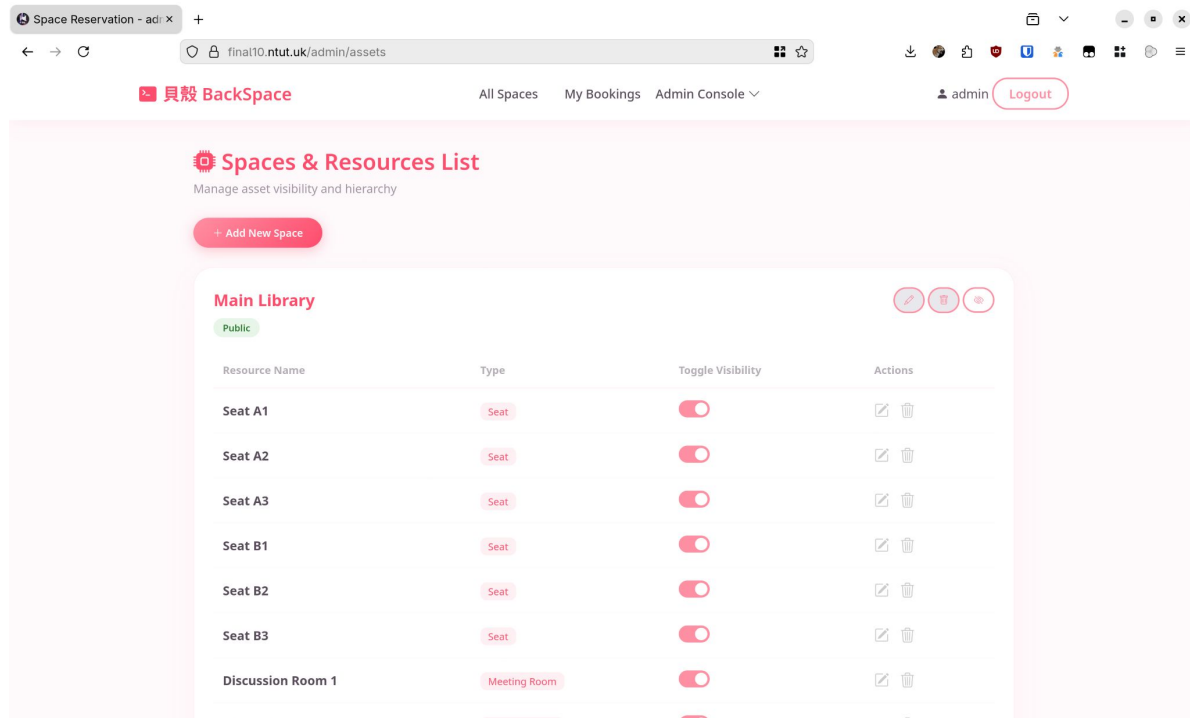 Space Reservation - adm
final10.ntut.uk/admin/assets
貝殼 BackSpace
All Spaces My Bookings Admin Console
admin Logout
Spaces & Resources List
Manage asset visibility and hierarchy
+ Add New Space
Main Library
Public
Resource Name Type Toggle Visibility Actions
Seat A1 Seat
Seat A2 Seat
Seat A3 Seat
Seat B1 Seat
Seat B2 Seat
Seat B3 Seat
Discussion Room 1 Meeting Room